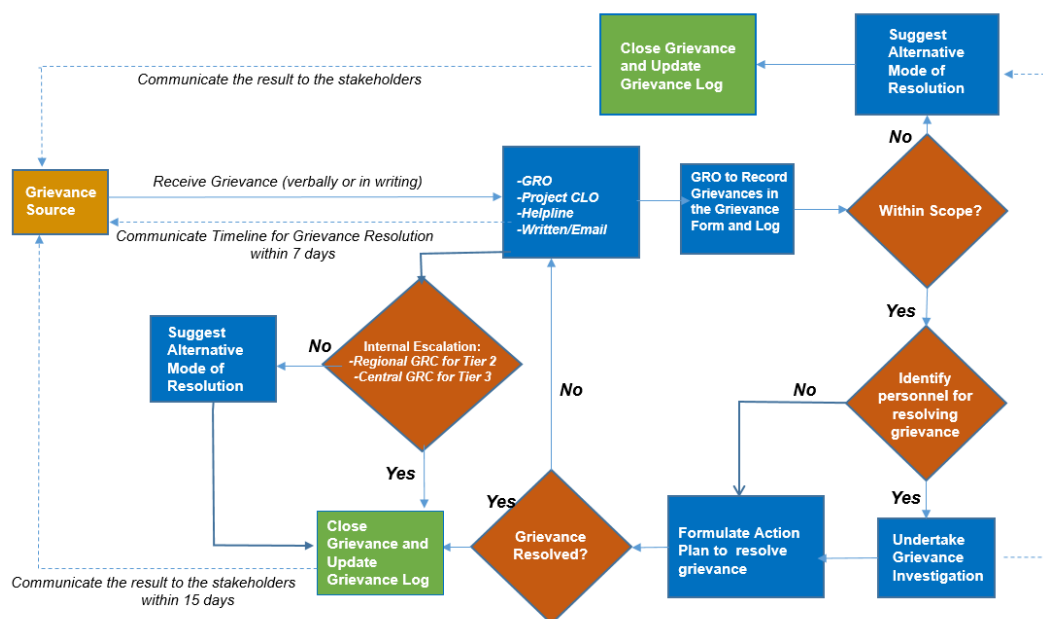 Close Grievance
and Update
Grievance Log
Suggest
Alternative
Mode of
Resolution
Communicate the result to the stakeholders
No
Grievance
Source
Receive Grievance (verbally or in writing)
-GRO
-Project CLO
-Helpline
-Written/Email
GRO to Record
Grievances in
the Grievance
Form and Log
Within Scope?
Communicate Timeline for Grievance Resolution
within 7 days
Yes
Suggest
Alternative
Mode of
Resolution
No
Internal Escalation:
-Regional GRC for Tier 2
-Central GRC for Tier 3
No
No
Identify
personnel for
resolving
grievance
Yes
Yes
Yes
Close
Grievance and
Update
Grievance Log
Grievance
Resolved?
Formulate Action
Plan to  resolve
grievance
Undertake
Grievance
Investigation
Communicate the result to the stakeholders
within 15 days